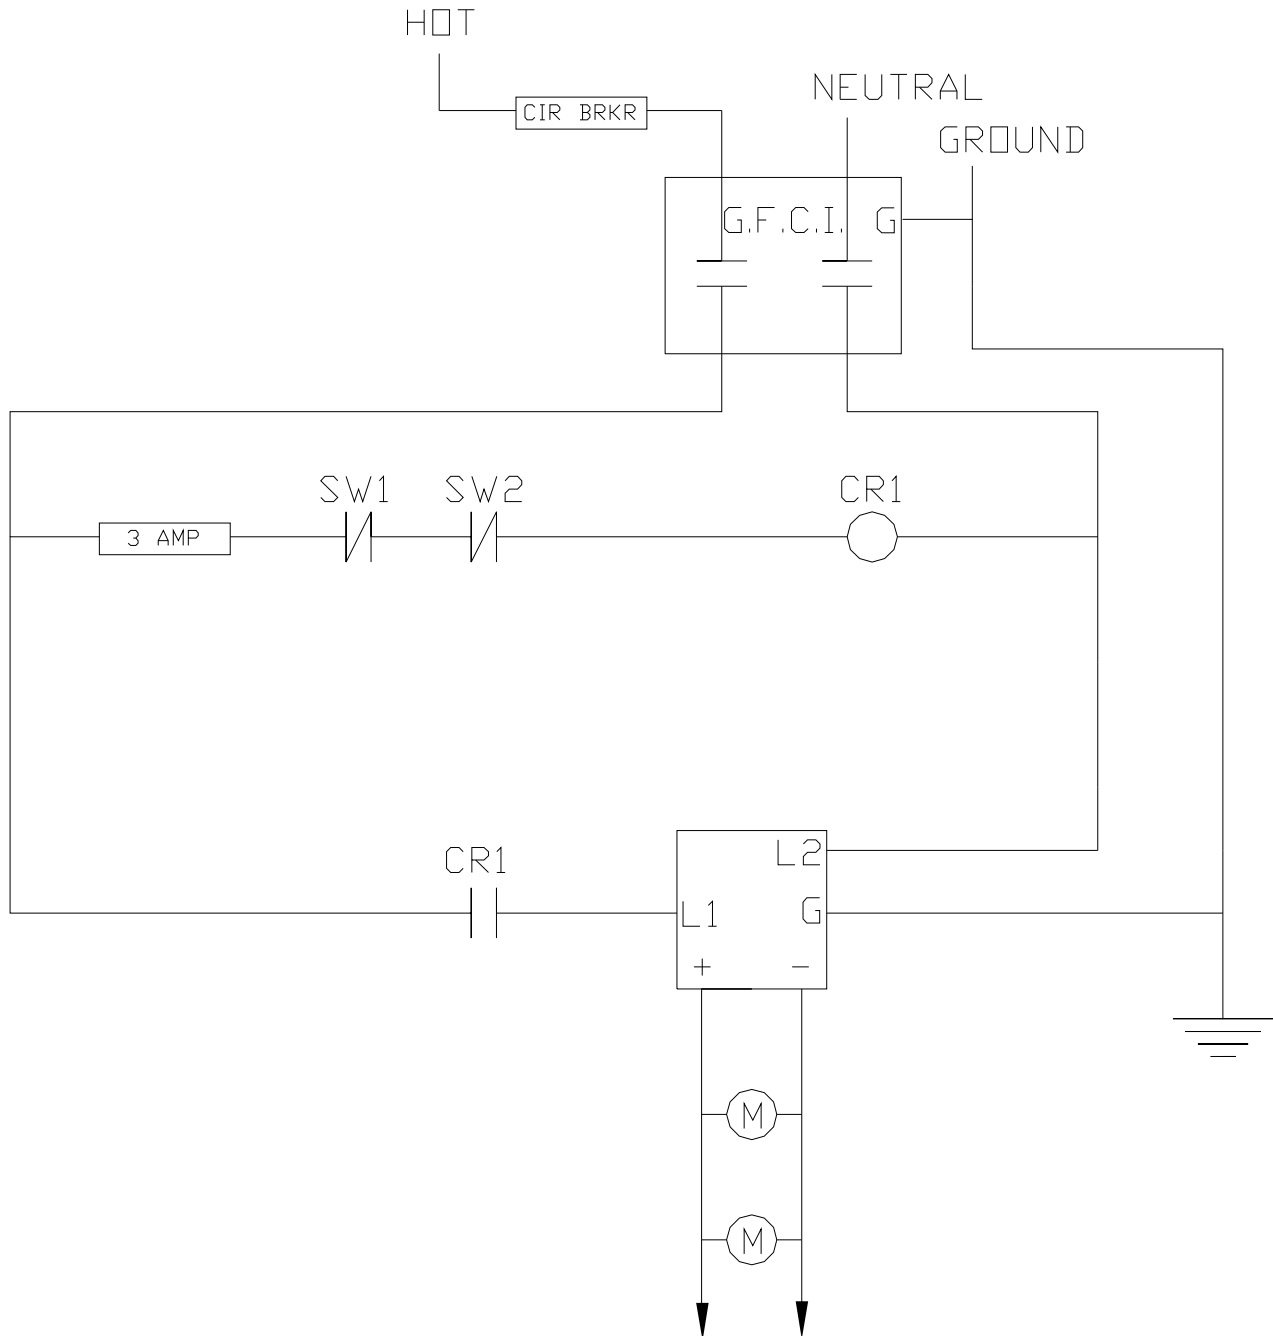 HOT
NEUTRAL
CIR BRKR
GROUND
G.F.C.I. G
SW1 SW2 CR1
3 AMP
L2
CR1
L1 G
+ −
M
M